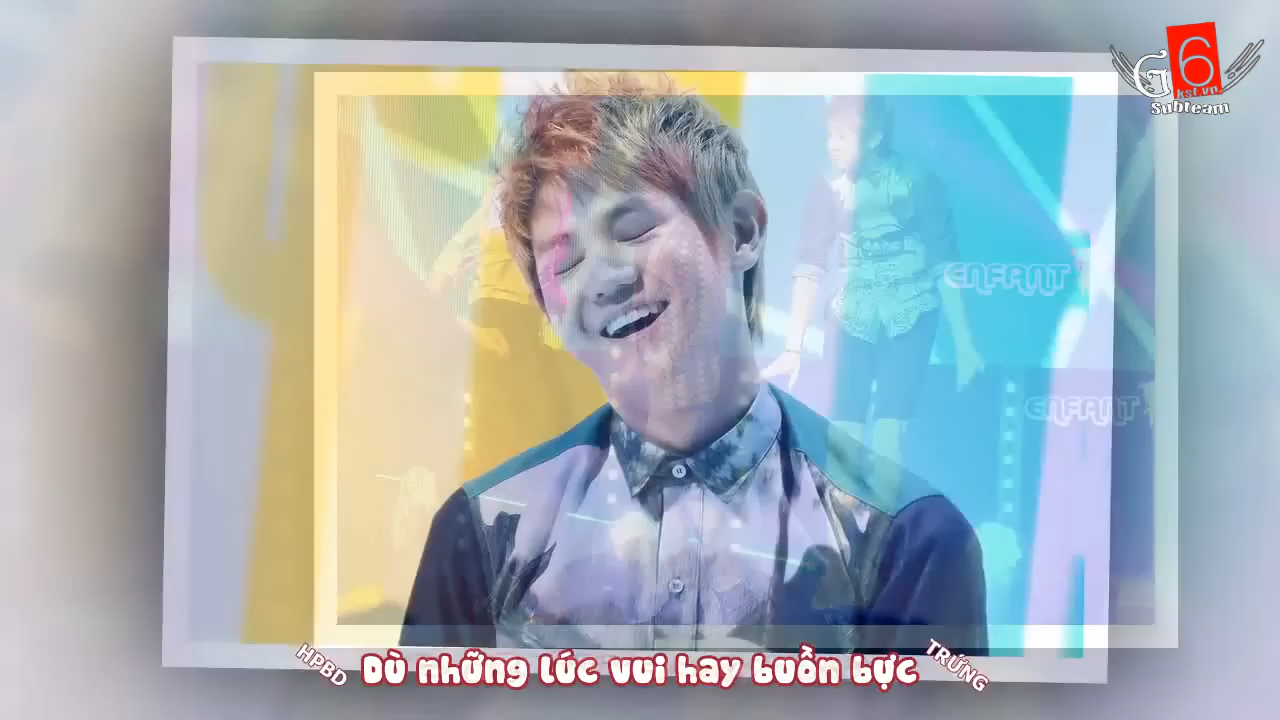 G6
kst.vn
Subteam
ENFANT
ENFANT
HPBD
Dù những lúc vui hay buồn bực
TRỨNG